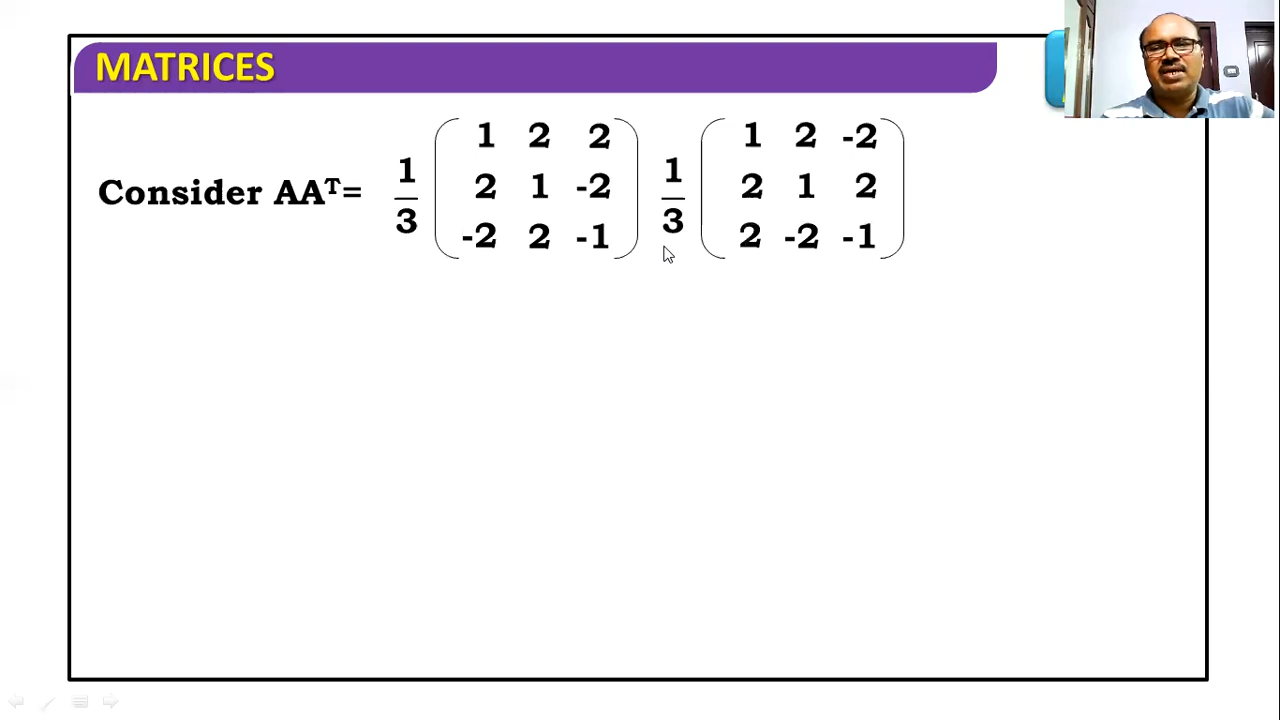 MATRICES
1 2 2 1 2 -2
Consider AAᵀ= 1/3 2 1 -2 1/3 2 1 2
-2 2 -1 2 -2 -1